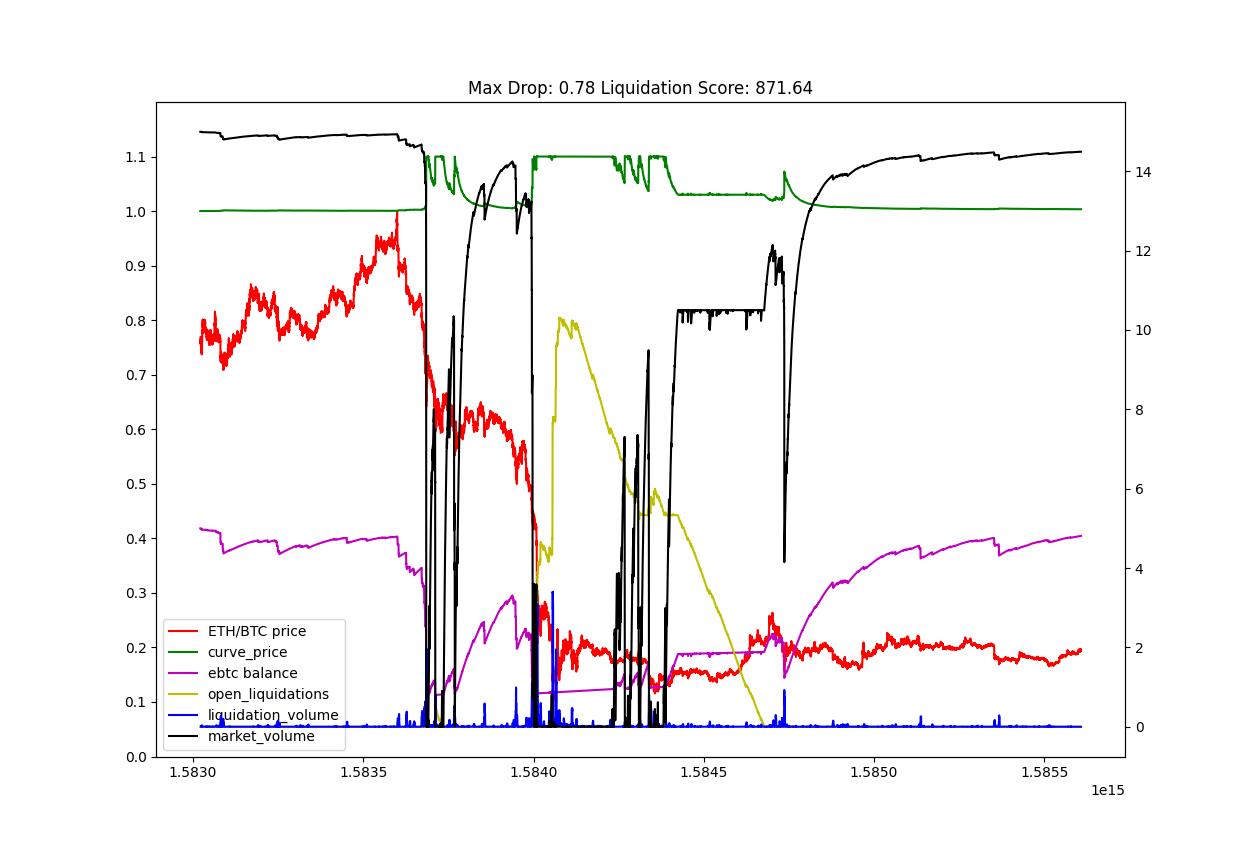 Max Drop: 0.78 Liquidation Score: 871.64
1.1
1.0
0.9
0.8
0.7
0.6
0.5
0.4
0.3
0.2
0.1
0.0
14
12
10
8
6
4
2
0
ETH/BTC price
curve_price
ebtc balance
open_liquidations
liquidation_volume
market_volume
1.5830 1.5835 1.5840 1.5845 1.5850 1.5855
1e15